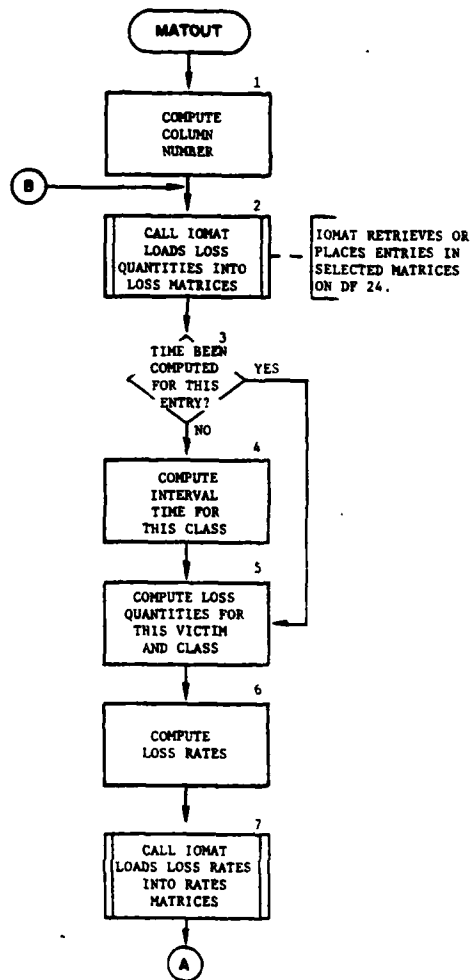 MATOUT
1
COMPUTE
COLUMN
NUMBER
B
2
CALL IOMAT
LOADS LOSS
QUANTITIES INTO
LOSS MATRICES
IOMAT RETRIEVES OR
PLACES ENTRIES IN
SELECTED MATRICES
ON DF 24.
3
TIME BEEN
COMPUTED
FOR THIS
ENTRY?
YES
NO
4
COMPUTE
INTERVAL
TIME FOR
THIS CLASS
5
COMPUTE LOSS
QUANTITIES FOR
THIS VICTIM
AND CLASS
6
COMPUTE
LOSS RATES
7
CALL IOMAT
LOADS LOSS RATES
INTO RATES
MATRICES
A